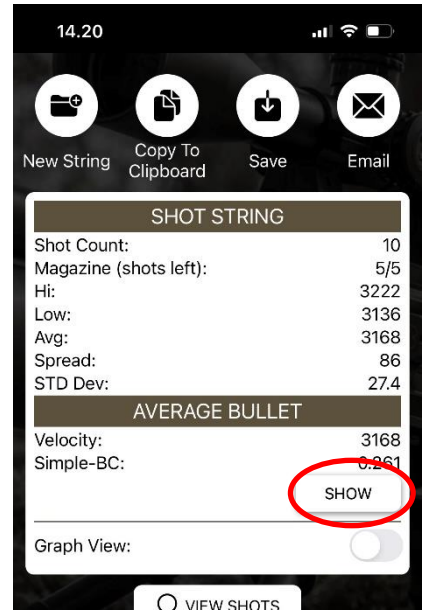 14.20
New String
Copy To
Clipboard
Save
Email
SHOT STRING
Shot Count: 10
Magazine (shots left): 5/5
Hi: 3222
Low: 3136
Avg: 3168
Spread: 86
STD Dev: 27.4
AVERAGE BULLET
Velocity: 3168
Simple-BC: 0.261
SHOW
Graph View:
VIEW SHOTS